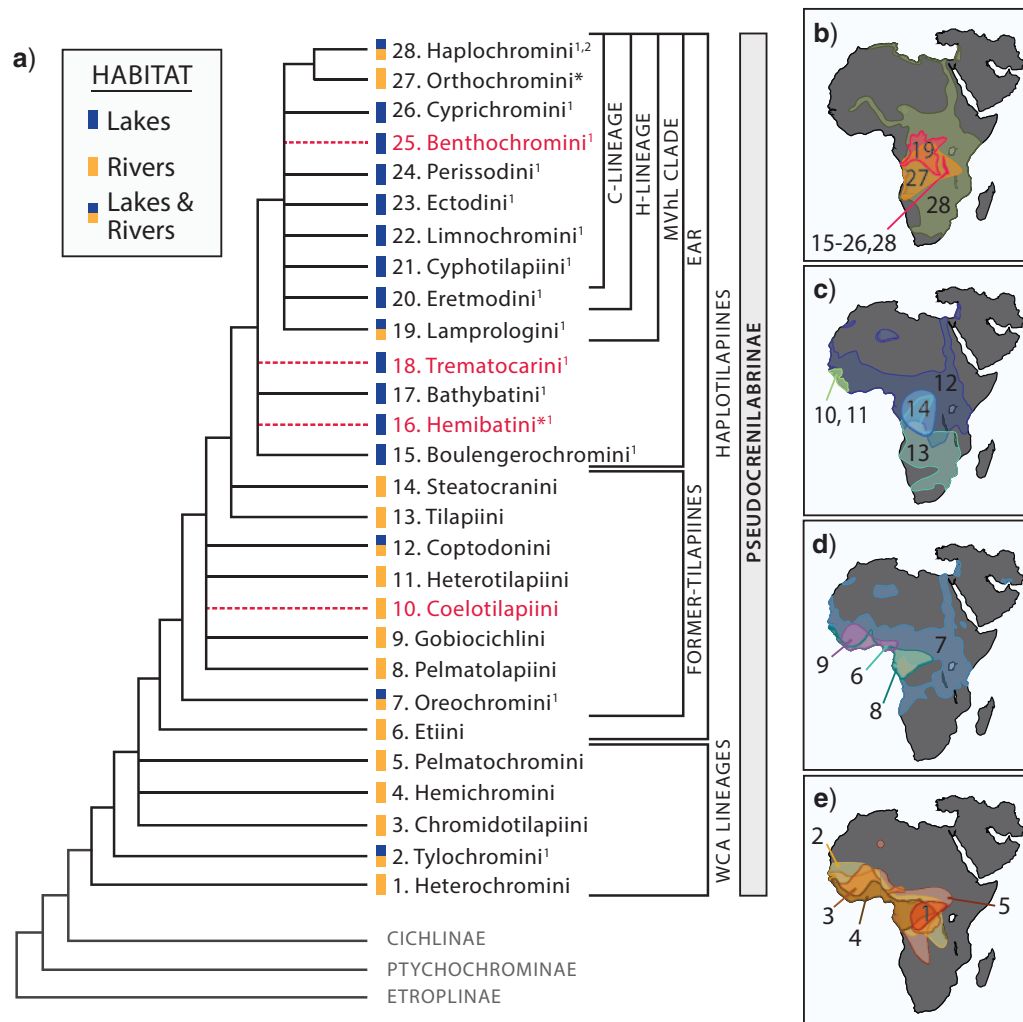 a)
HABITAT
Lakes
Rivers
Lakes &
Rivers
28. Haplochromini¹,²
27. Orthochromini*
26. Cyprichromini¹
25. Benthochromini¹
24. Perissodini¹
23. Ectodini¹
22. Limnochromini¹
21. Cyphotilapiini¹
20. Eretmodini¹
19. Lamprologini¹
18. Trematocarini¹
17. Bathybatini¹
16. Hemibatini*¹
15. Boulengerochromini¹
14. Steatocranini
13. Tilapiini
12. Coptodonini
11. Heterotilapiini
10. Coelotilapiini
9. Gobiocichlini
8. Pelmatolapiini
7. Oreochromini¹
6. Etiini
5. Pelmatochromini
4. Hemichromini
3. Chromidotilapiini
2. Tylochromini¹
1. Heterochromini
CICHLINAE
PTYCHOCHROMINAE
ETROPLINAE
C-LINEAGE
H-LINEAGE
MVhL CLADE
EAR
FORMER-TILAPIINES
HAPLOTILAPIINES
WCA LINEAGES
PSEUDOCRENILABRINAE
b)
19
27
28
15-26,28
c)
12
10, 11
14
13
d)
7
9
6
8
e)
2
3
4
1
5